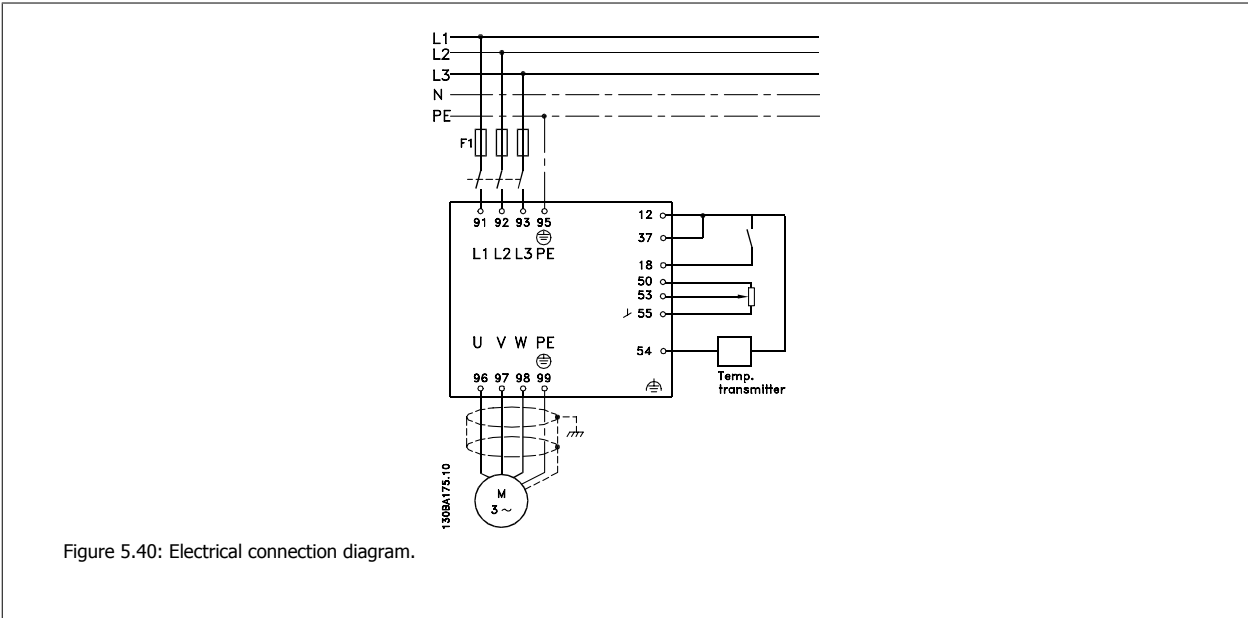 L1
L2
L3
N
PE
F1
91 92 93 95
L1 L2 L3 PE
12
37
18
50
53
55
54
Temp.
transmitter
U V W PE
96 97 98 99
M
3~
130BA175.10
Figure 5.40: Electrical connection diagram.